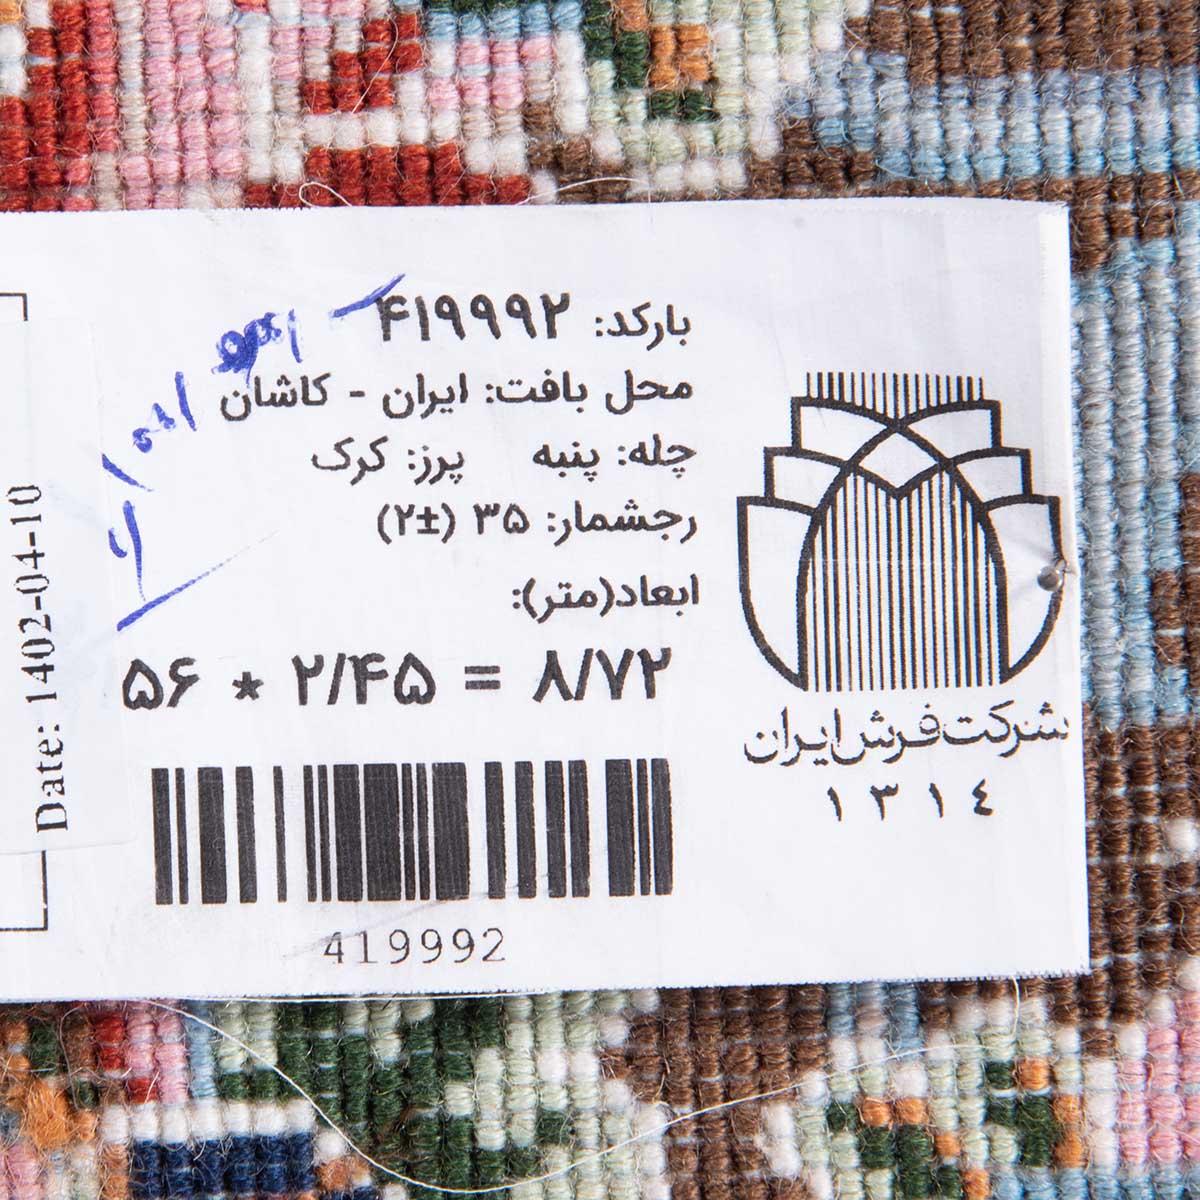 بارکد: ۴۱۹۹۹۲
محل بافت: ایران - کاشان
چله: پنبه پرز: کرک
رجشمار: ۳۵ (±۲)
ابعاد(متر):
۵۶ * ۲/۴۵ = ۸/۷۲
419992
شرکت فرش ایران
١٣١٤
Date: 1402-04-10